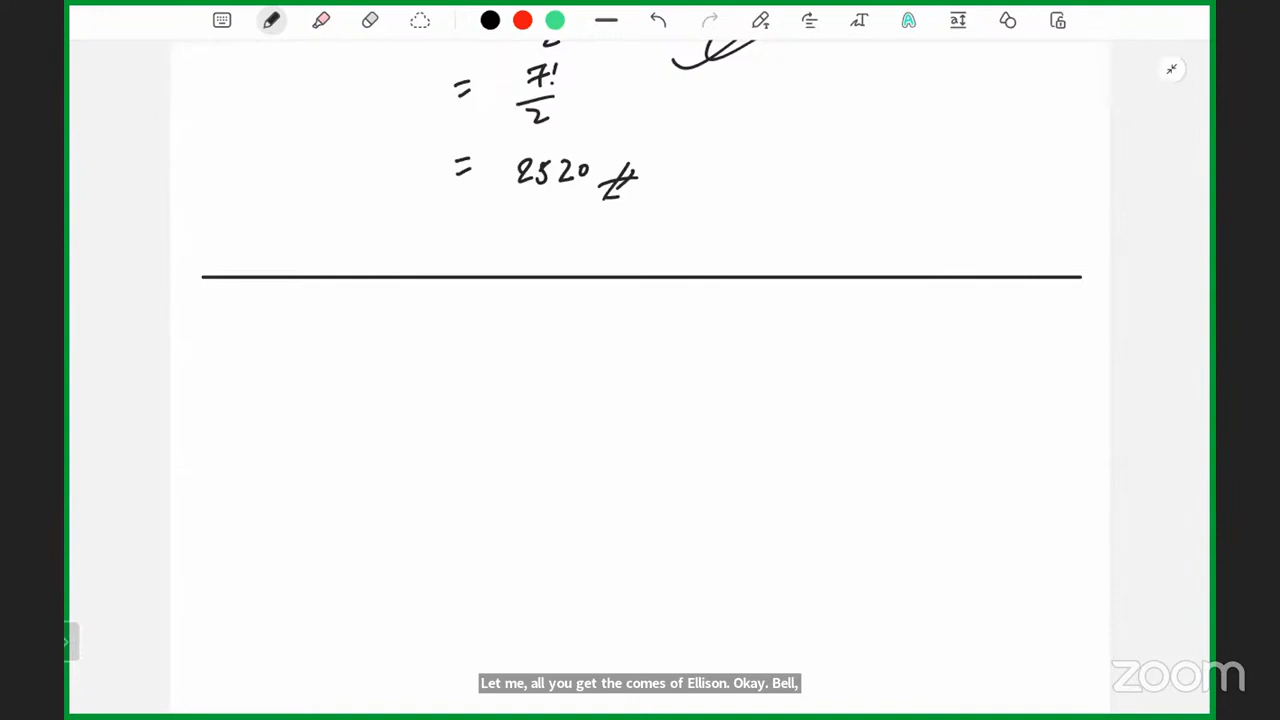 = 7!
2
= 2520
Let me, all you get the comes of Ellison. Okay. Bell,
zoom